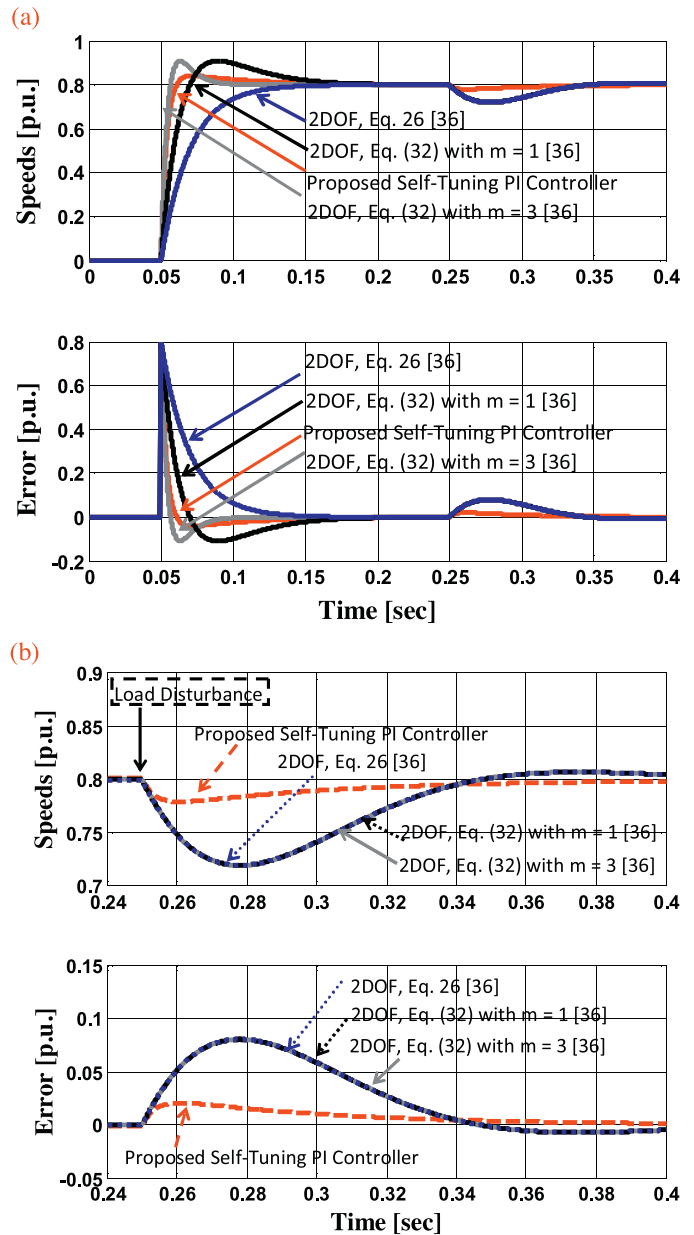 (a)
1
0.8
0.6
0.4
0.2
0
Speeds [p.u.]
2DOF, Eq. 26 [36]
2DOF, Eq. (32) with m = 1 [36]
Proposed Self-Tuning PI Controller
2DOF, Eq. (32) with m = 3 [36]
0 0.05 0.1 0.15 0.2 0.25 0.3 0.35 0.4
0.8
0.6
0.4
0.2
0
-0.2
Error [p.u.]
2DOF, Eq. 26 [36]
2DOF, Eq. (32) with m = 1 [36]
Proposed Self-Tuning PI Controller
2DOF, Eq. (32) with m = 3 [36]
0 0.05 0.1 0.15 0.2 0.25 0.3 0.35 0.4
Time [sec]
(b)
0.9
0.85
0.8
0.75
0.7
Speeds [p.u.]
Load Disturbance
Proposed Self-Tuning PI Controller
2DOF, Eq. 26 [36]
2DOF, Eq. (32) with m = 1 [36]
2DOF, Eq. (32) with m = 3 [36]
0.24 0.26 0.28 0.3 0.32 0.34 0.36 0.38 0.4
0.15
0.1
0.05
0
-0.05
Error [p.u.]
2DOF, Eq. 26 [36]
2DOF, Eq. (32) with m = 1 [36]
2DOF, Eq. (32) with m = 3 [36]
Proposed Self-Tuning PI Controller
0.24 0.26 0.28 0.3 0.32 0.34 0.36 0.38 0.4
Time [sec]